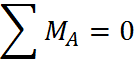 ∑ M_A = 0